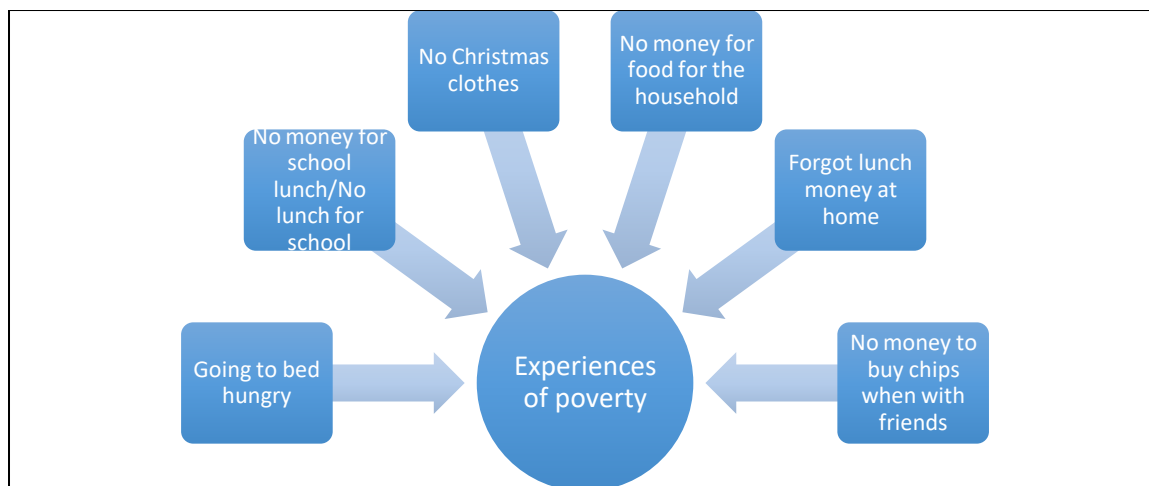 No Christmas
clothes
No money for
food for the
household
No money for
school
lunch/No
lunch for
school
Forgot lunch
money at
home
Going to bed
hungry
Experiences
of poverty
No money to
buy chips
when with
friends